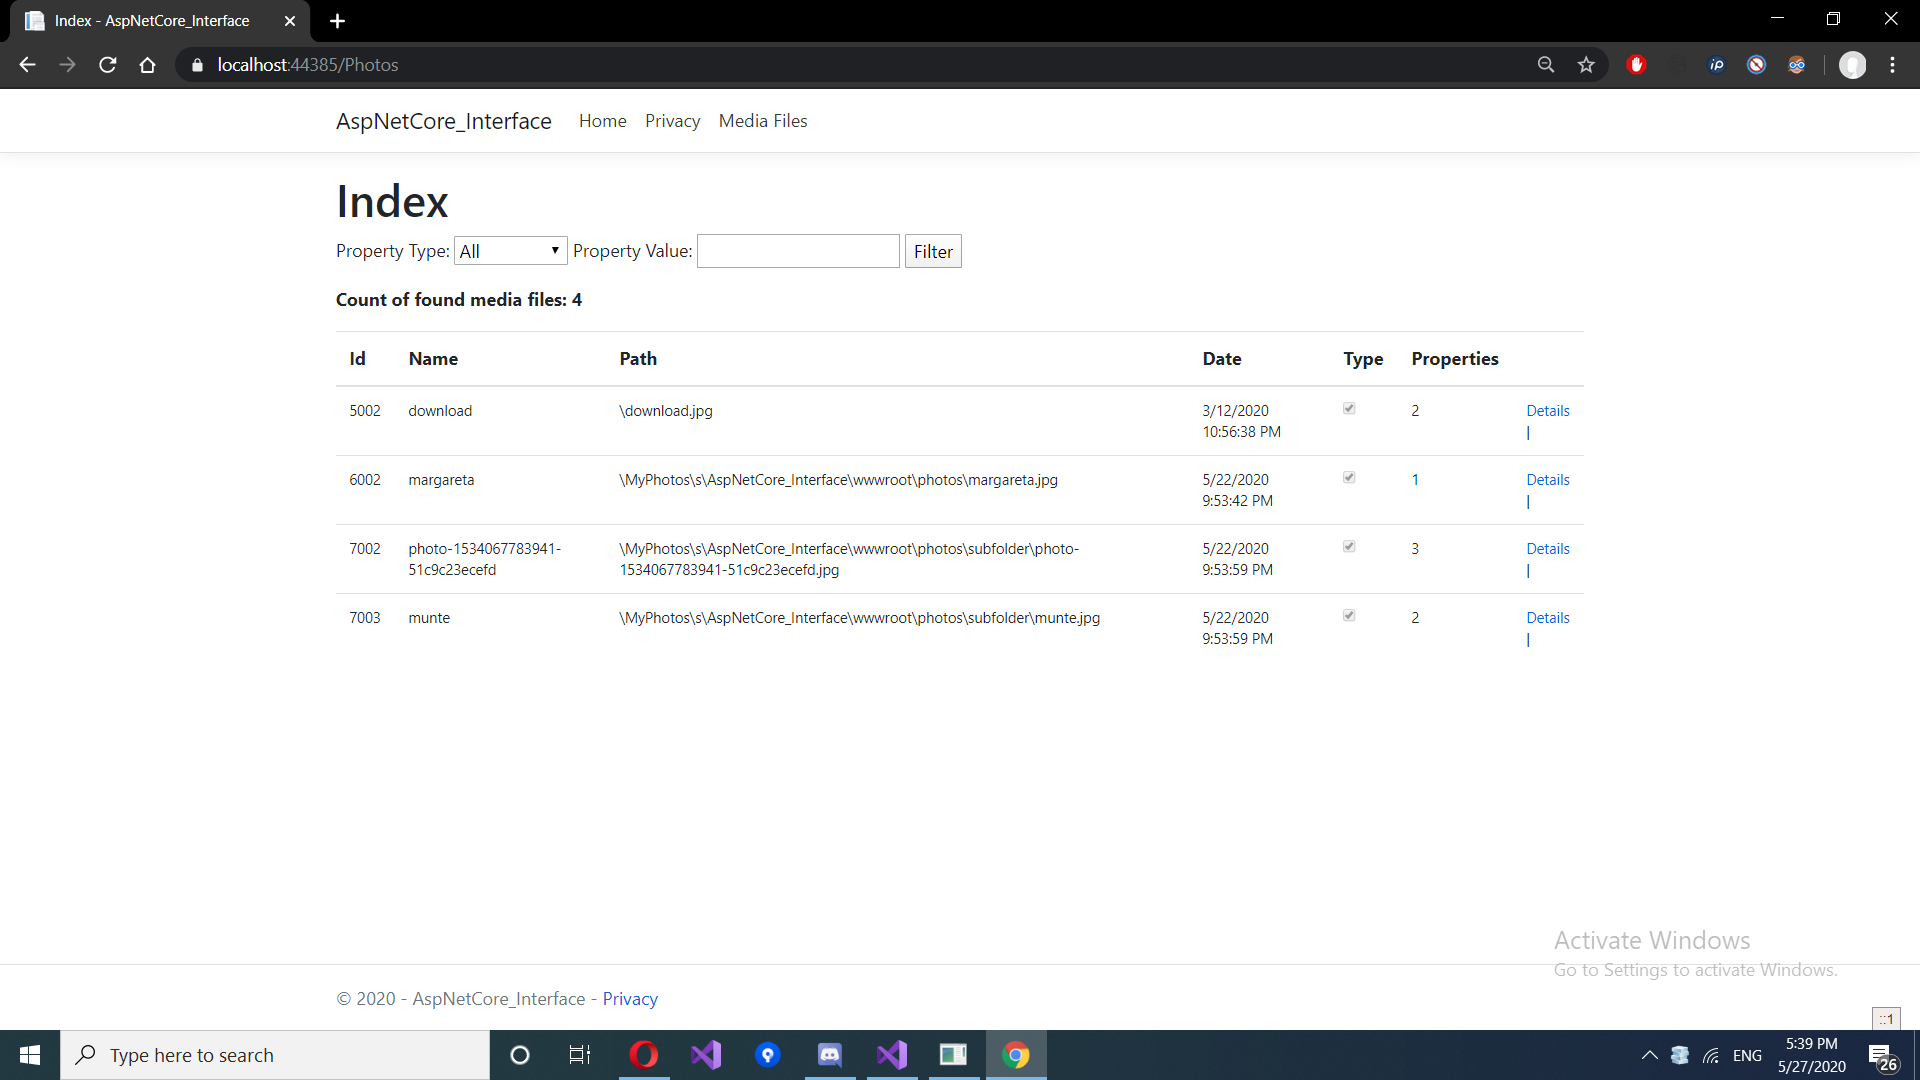 Index - AspNetCore_Interface
localhost:44385/Photos
AspNetCore_Interface Home Privacy Media Files
Index
Property Type: All Property Value: Filter
Count of found media files: 4
Id Name Path Date Type Properties
5002 download \download.jpg 3/12/2020 2 Details
10:56:38 PM |
6002 margareta \MyPhotos\s\AspNetCore_Interface\wwwroot\photos\margareta.jpg 5/22/2020 1 Details
9:53:42 PM |
7002 photo-1534067783941- \MyPhotos\s\AspNetCore_Interface\wwwroot\photos\subfolder\photo- 5/22/2020 3 Details
51c9c23ecefd 1534067783941-51c9c23ecefd.jpg 9:53:59 PM |
7003 munte \MyPhotos\s\AspNetCore_Interface\wwwroot\photos\subfolder\munte.jpg 5/22/2020 2 Details
9:53:59 PM |
Activate Windows
Go to Settings to activate Windows.
© 2020 - AspNetCore_Interface - Privacy
::1
Type here to search
ENG
5:39 PM
5/27/2020
26